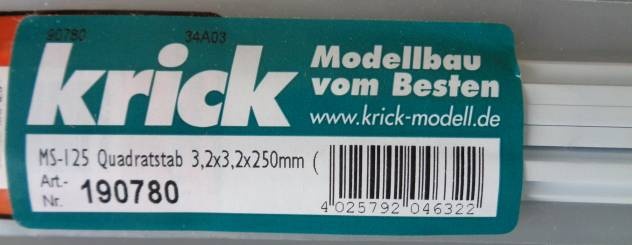 90780 34A03
krick
Modellbau
vom Besten
www.krick-modell.de
MS-125 Quadratstab 3,2x3,2x250mm (
Art.-
Nr. 190780
4 025792 046322